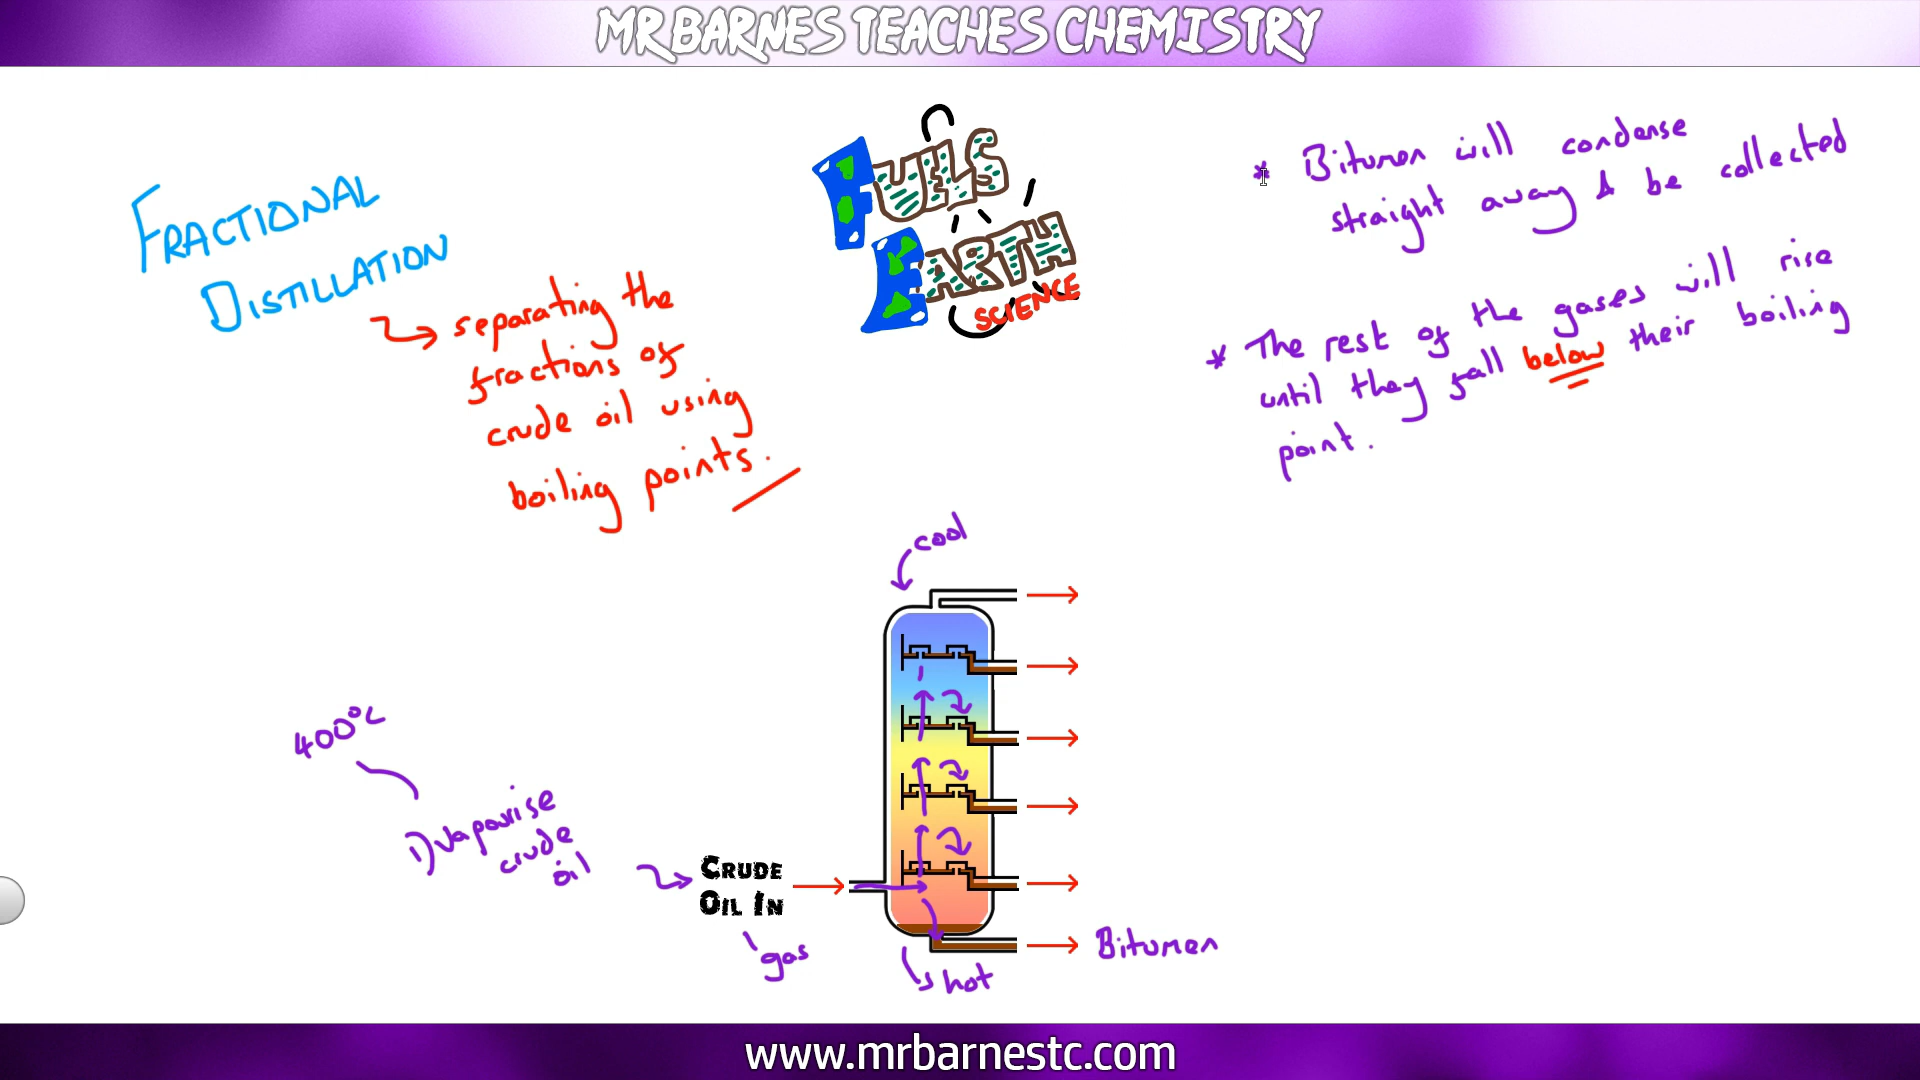 MR BARNES TEACHES CHEMISTRY
FRACTIONAL
DISTILLATION
separating the
fractions of
crude oil using
boiling points.
FUELS
EARTH
SCIENCE
* Bitumen will condense
straight away & be collected
* The rest of the gases will rise
until they fall below their boiling
point.
cool
400°C
1) Vapourise
crude
oil
CRUDE
OIL IN
gas
hot
Bitumen
www.mrbarnestc.com